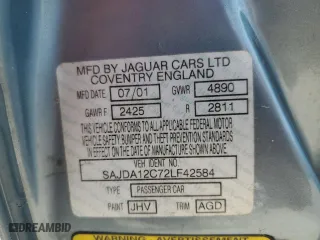 MFD BY JAGUAR CARS LTD
COVENTRY ENGLAND
MFD DATE 07/01 GVWR 4890
GAWR F 2425 R 2811
THIS VEHICLE CONFORMS TO ALL APPLICABLE FEDERAL MOTOR
VEHICLE SAFETY BUMPER AND THEFT PREVENTION STANDARDS
IN EFFECT ON THE DATE OF MANUFACTURE SHOWN ABOVE
VEH IDENT NO.
SAJDA12C72LF42584
TYPE PASSENGER CAR
PAINT JHV TRIM AGD
WARNING
AVERTISSEMENT
© DREAMBID